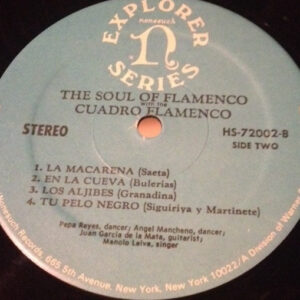 EXPLORER
nonesuch
n
SERIES
THE SOUL OF FLAMENCO
with the
CUADRO FLAMENCO
STEREO
HS-72002-B
SIDE TWO
1. LA MACARENA (Saeta)
2. EN LA CUEVA (Bulerias)
3. LOS ALJIBES (Granadina)
4. TU PELO NEGRO (Siguiriya y Martinete)
Pepa Reyes, dancer; Angel Mancheno, dancer;
Juan Garcia de la Mata, guitarist;
Manolo Leiva, singer
Nonesuch Records, 665 5th Avenue, New York, New York 10022/A Division of